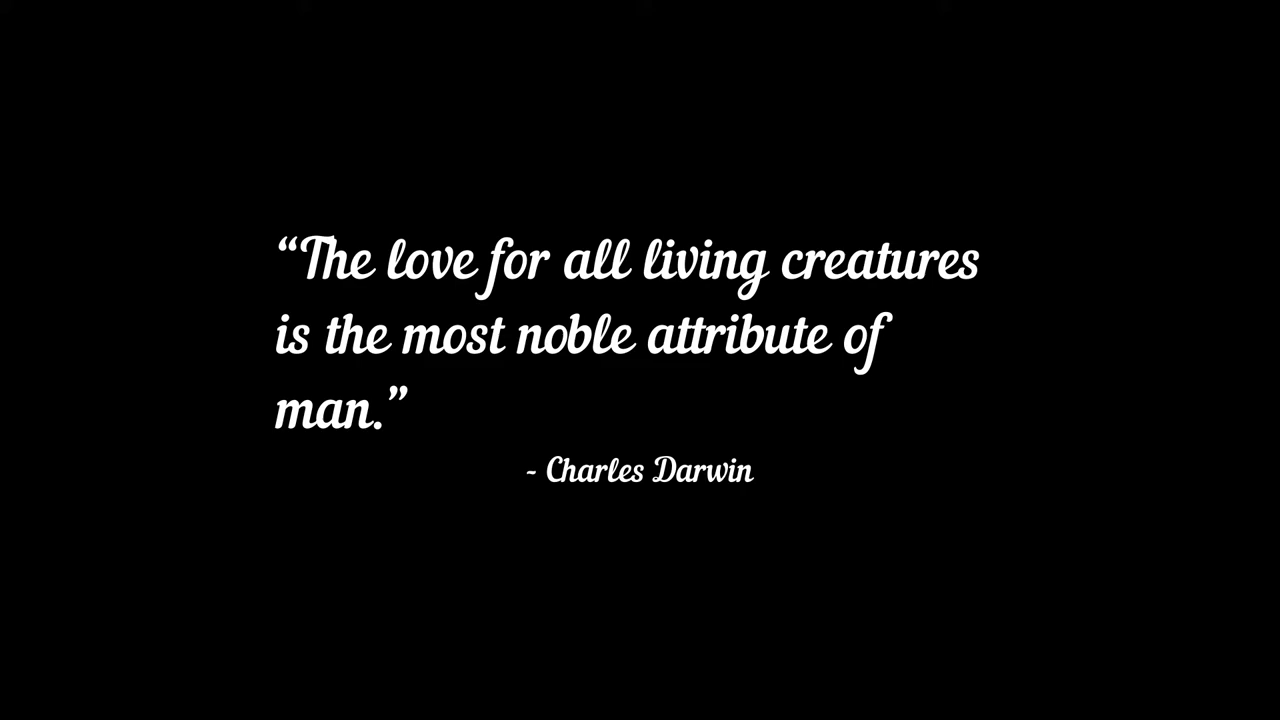 “The love for all living creatures
is the most noble attribute of
man.”
- Charles Darwin